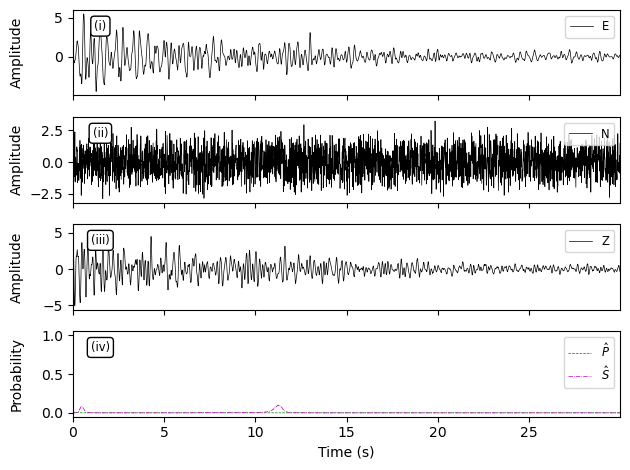 Amplitude
5
0
(i)
E
Amplitude
2.5
0.0
−2.5
(ii)
N
Amplitude
5
0
−5
(iii)
Z
Probability
1.0
0.5
0.0
(iv)
P̂
Ŝ
0 5 10 15 20 25
Time (s)